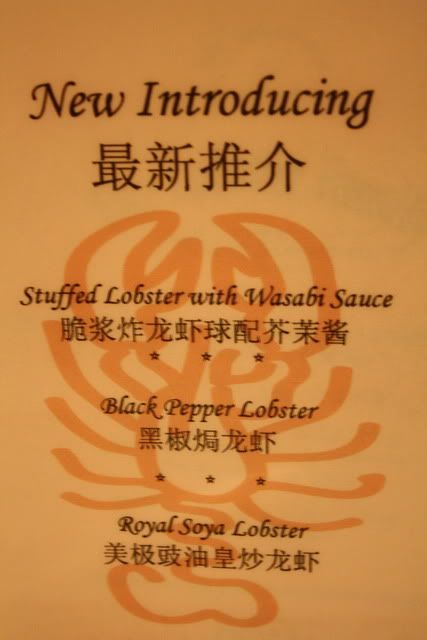 New Introducing
最新推介
Stuffed Lobster with Wasabi Sauce
脆浆炸龙虾球配芥茉酱
Black Pepper Lobster
黑椒焗龙虾
Royal Soya Lobster
美极豉油皇炒龙虾